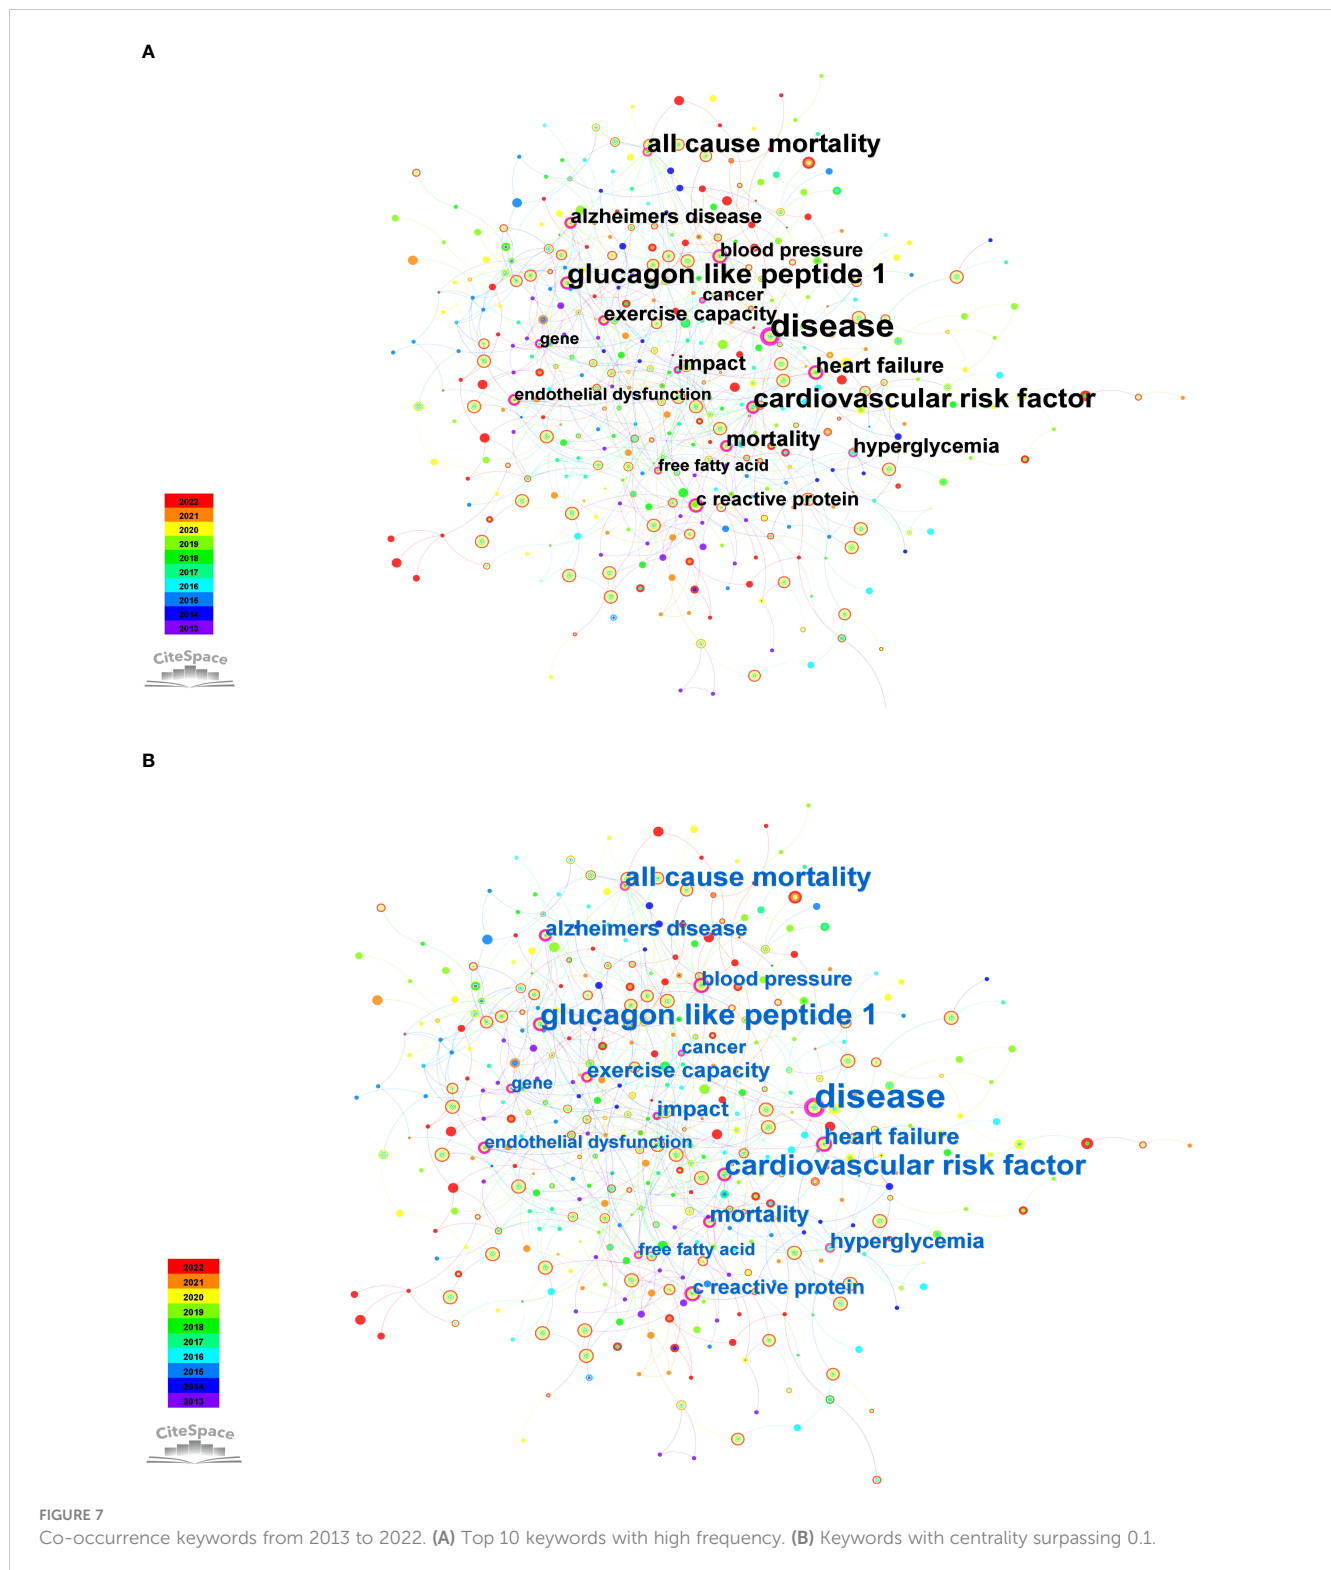 A
all cause mortality
alzheimers disease
blood pressure
glucagon like peptide 1
cancer
exercise capacity
disease
gene
impact
heart failure
endothelial dysfunction
cardiovascular risk factor
mortality
hyperglycemia
free fatty acid
c reactive protein
2022
2021
2020
2019
2018
2017
2016
2015
2014
2013
CiteSpace
B
all cause mortality
alzheimers disease
blood pressure
glucagon like peptide 1
cancer
exercise capacity
gene
disease
impact
heart failure
endothelial dysfunction
cardiovascular risk factor
mortality
hyperglycemia
free fatty acid
c reactive protein
2022
2021
2020
2019
2018
2017
2016
2015
2014
2013
CiteSpace
FIGURE 7
Co-occurrence keywords from 2013 to 2022. (A) Top 10 keywords with high frequency. (B) Keywords with centrality surpassing 0.1.